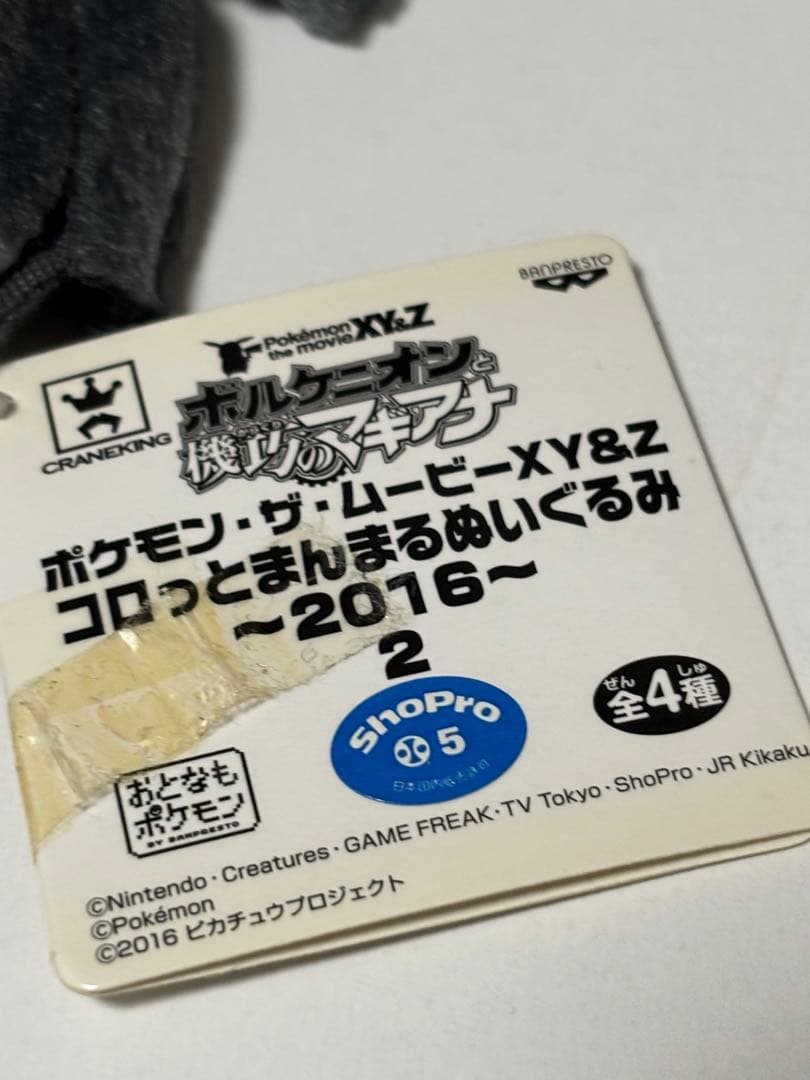 BANPRESTO
Pokémon
the movie XY&Z
ボルケニオンと
機巧のマギアナ
CRANEKING
ポケモン・ザ・ムービーXY&Z
コロっとまんまるぬいぐるみ
～2016～
2
ShoPro
5
全4種
ぜん しゅ
おとなも
ポケモン
BY BANPRESTO
©Nintendo・Creatures・GAME FREAK・TV Tokyo・ShoPro・JR Kikaku
©Pokémon
©2016 ピカチュウプロジェクト